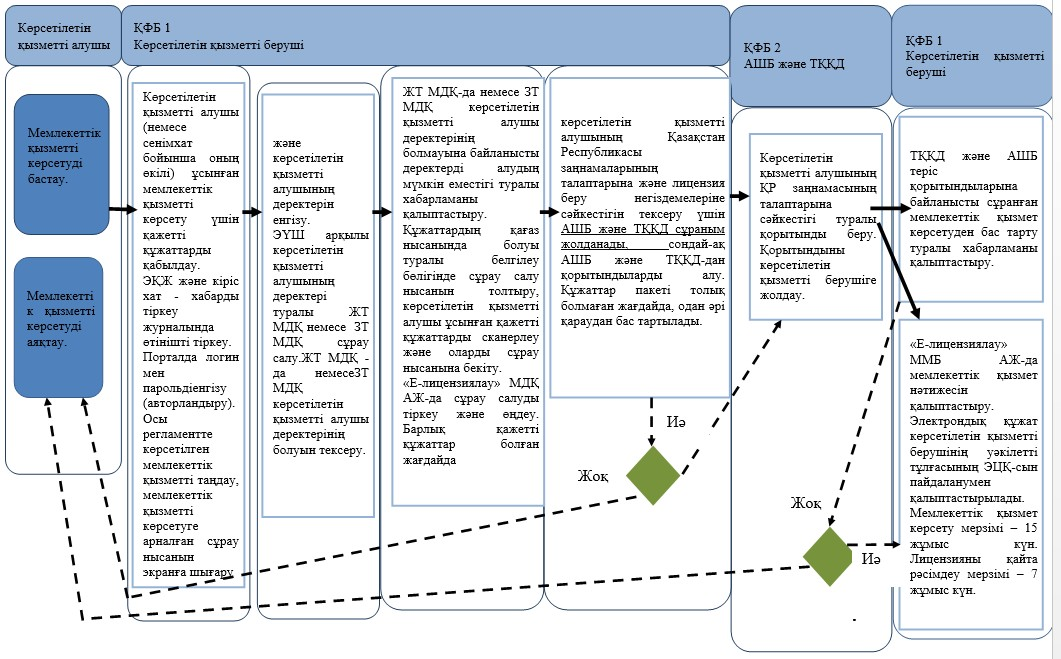 Көрсетілетін
қызметті алушы
ҚФБ 1
Көрсетілетін қызметті беруші
ҚФБ 2
АШБ және ТҚҚД
ҚФБ 1
Көрсетілетін қызметті
беруші
Мемлекеттік
қызметті
көрсетуді
бастау.
Мемлекетті
к қызметті
көрсетуді
аяқтау.
Көрсетілетін
қызметті алушы
(немесе
сенімхат
бойынша оның
өкілі) ұсынған
мемлекеттік
қызметті
көрсету үшін
қажетті
құжаттарды
қабылдау.
ЭҚЖ және кіріс
хат - хабарды
тіркеу
журналында
өтінішті тіркеу.
Порталда логин
мен
парольдіенгізу
(авторландыру).
Осы
регламентте
көрсетілген
мемлекеттік
қызметті таңдау,
мемлекеттік
қызметті
көрсетуге
арналған сұрау
нысанын
экранға шығару
және
көрсетілетін
қызметті
алушының
деректерін
енгізу.
ЭҮШ арқылы
көрсетілетін
қызметті
алушының
деректері
туралы ЖТ
МДҚ немесе ЗТ
МДҚ сұрау
салу.ЖТ МДҚ -
да немесеЗТ
МДҚ
көрсетілетін
қызметті алушы
деректерінің
болуын тексеру.
ЖТ МДҚ-да немесе ЗТ
МДҚ көрсетілетін
қызметті алушы
деректерінің
болмауына байланысты
деректерді алудың
мүмкін еместігі туралы
хабарманы
қалыптастыру.
Құжаттардың қағаз
нысанында болуы
туралы белгілеу
бөлігінде сұрау салу
нысанын толтыру,
көрсетілетін қызметті
алушы ұсынған қажетті
құжаттарды сканерлеу
және оларды сұрау
нысанына бекіту.
«Е-лицензиялау» МДҚ
АЖ-да сұрау салуды
тіркеу және өңдеу.
Барлық қажетті
құжаттар болған
жағдайда
көрсетілетін қызметті
алушының Қазақстан
Республикасы
заңнамаларының
талаптарына және лицензия
беру негіздемелеріне
сәйкестігін тексеру үшін
АШБ және ТҚҚД сұраным
жолданады, сондай-ақ
АШБ және ТҚҚД-дан
қорытындыларды алу.
Құжаттар пакеті толық
болмаған жағдайда, одан әрі
қараудан бас тартылады.
Иә
Жоқ
Көрсетілетін
қызметті алушының
ҚР заңнамасының
талаптарына
сәйкестігі туралы
қорытынды беру.
Қорытындыны
көрсетілетін
қызметті берушіге
жолдау.
Жоқ
Иә
ТҚҚД және АШБ
теріс
қорытындыларына
байланысты сұранған
мемлекеттік қызмет
көрсетуден бас тарту
туралы хабарламаны
қалыптастыру.
«Е-лицензиялау»
ММБ АЖ-да
мемлекеттік қызмет
нәтижесін
қалыптастыру.
Электрондық құжат
көрсетілетін қызметті
берушінің уәкілетті
тұлғасының ЭЦҚ-сын
пайдаланумен
қалыптастырылады.
Мемлекеттік қызмет
көрсету мерзімі – 15
жұмыс күн.
Лицензияны қайта
рәсімдеу мерзімі – 7
жұмыс күн.